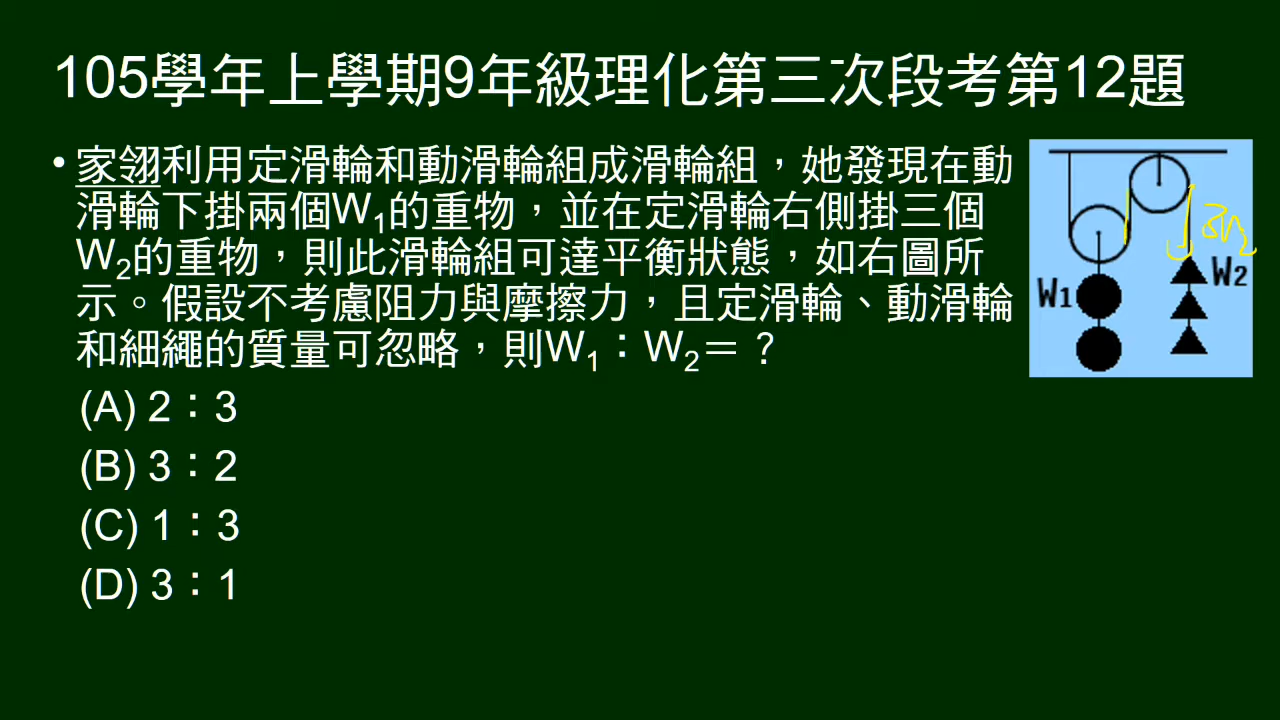 105學年上學期9年級理化第三次段考第12題
• 家翎利用定滑輪和動滑輪組成滑輪組，她發現在動
滑輪下掛兩個W₁的重物，並在定滑輪右側掛三個
W₂的重物，則此滑輪組可達平衡狀態，如右圖所
示。假設不考慮阻力與摩擦力，且定滑輪、動滑輪
和細繩的質量可忽略，則W₁：W₂＝？
(A) 2：3
(B) 3：2
(C) 1：3
(D) 3：1
W1
W2